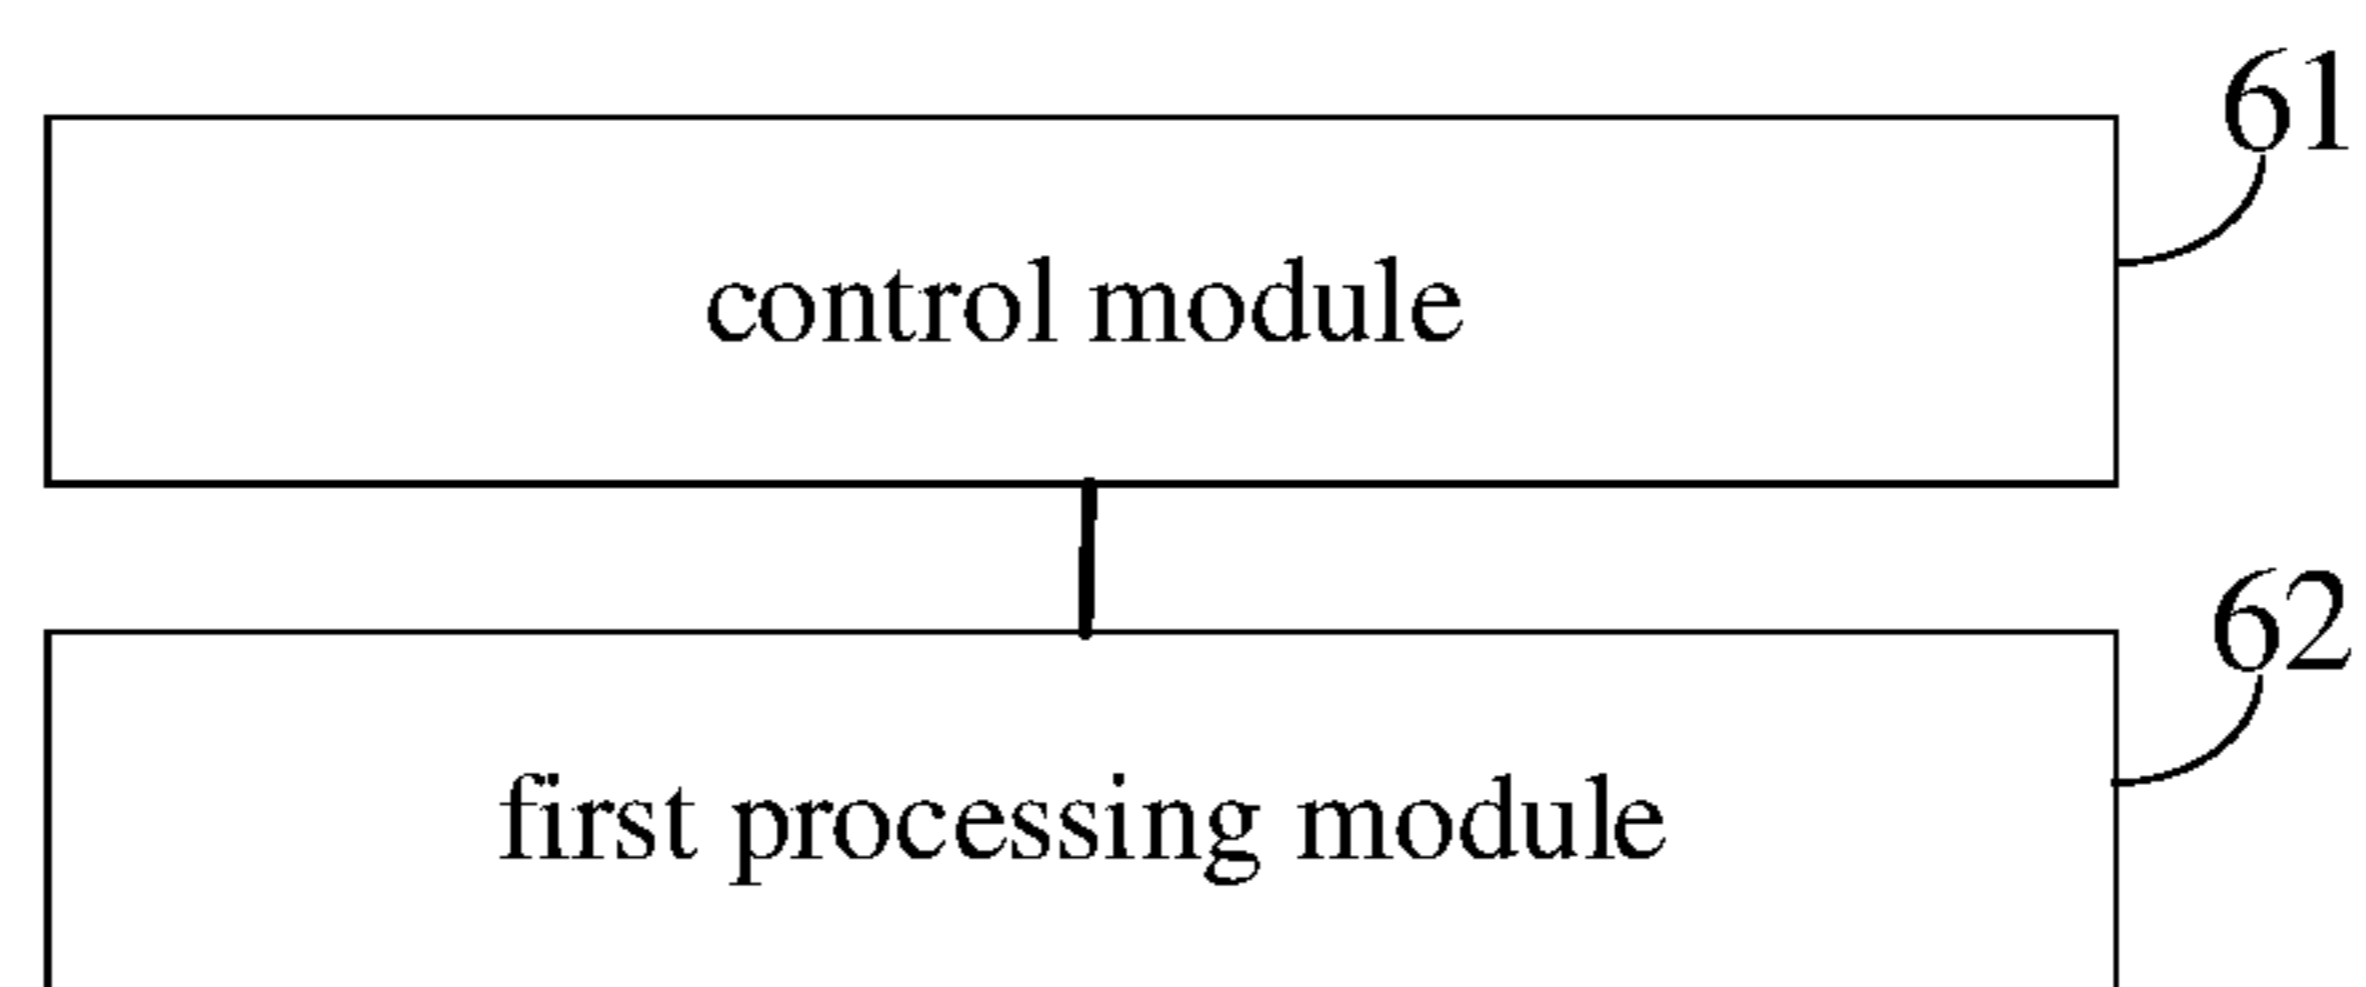 61
control module
62
first processing module